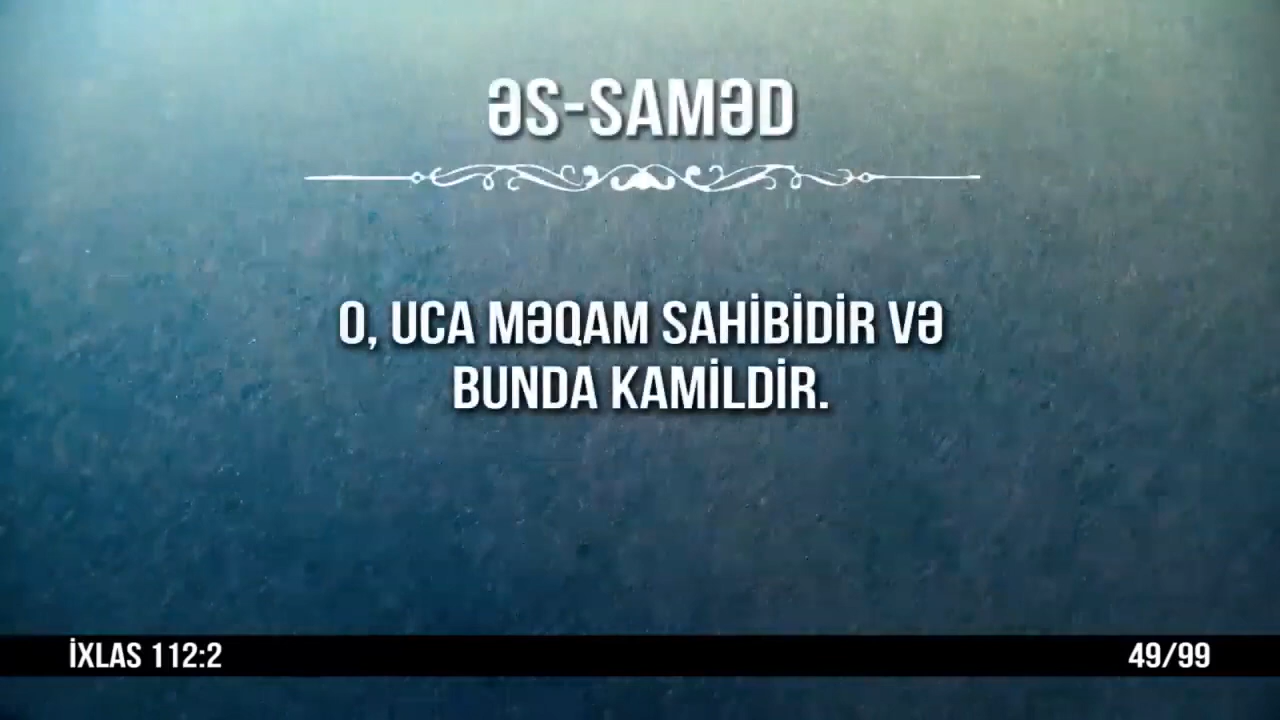 ƏS-SAMƏD
O, UCA MƏQAM SAHİBİDİR VƏ
BUNDA KAMİLDİR.
İXLAS 112:2
49/99